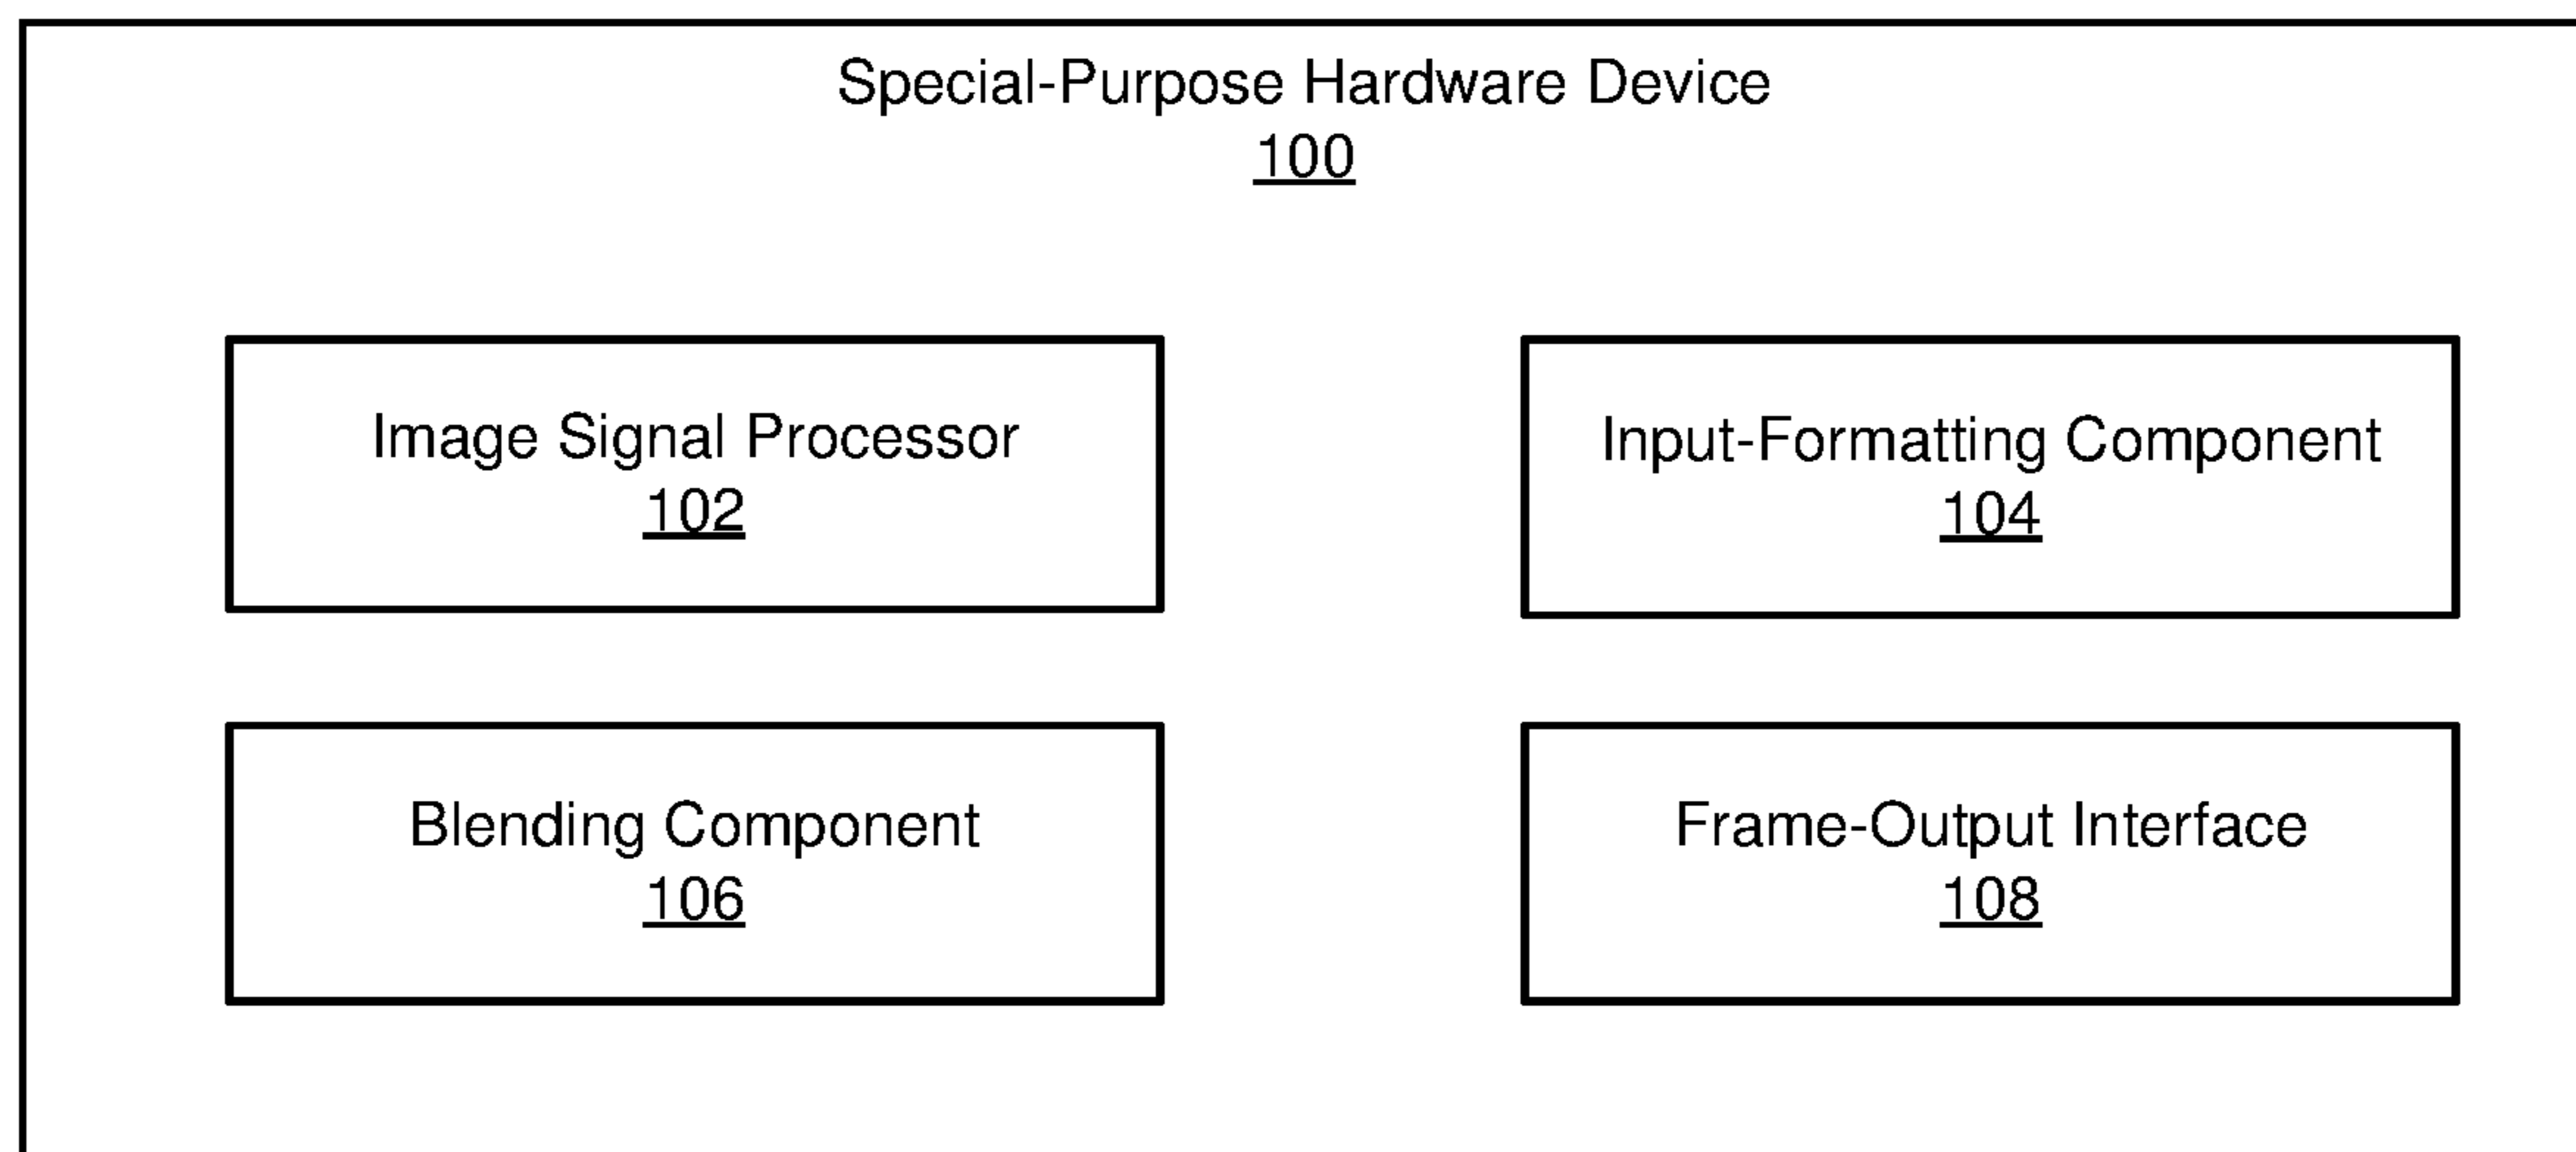 Special-Purpose Hardware Device
100
Image Signal Processor
102
Input-Formatting Component
104
Blending Component
106
Frame-Output Interface
108